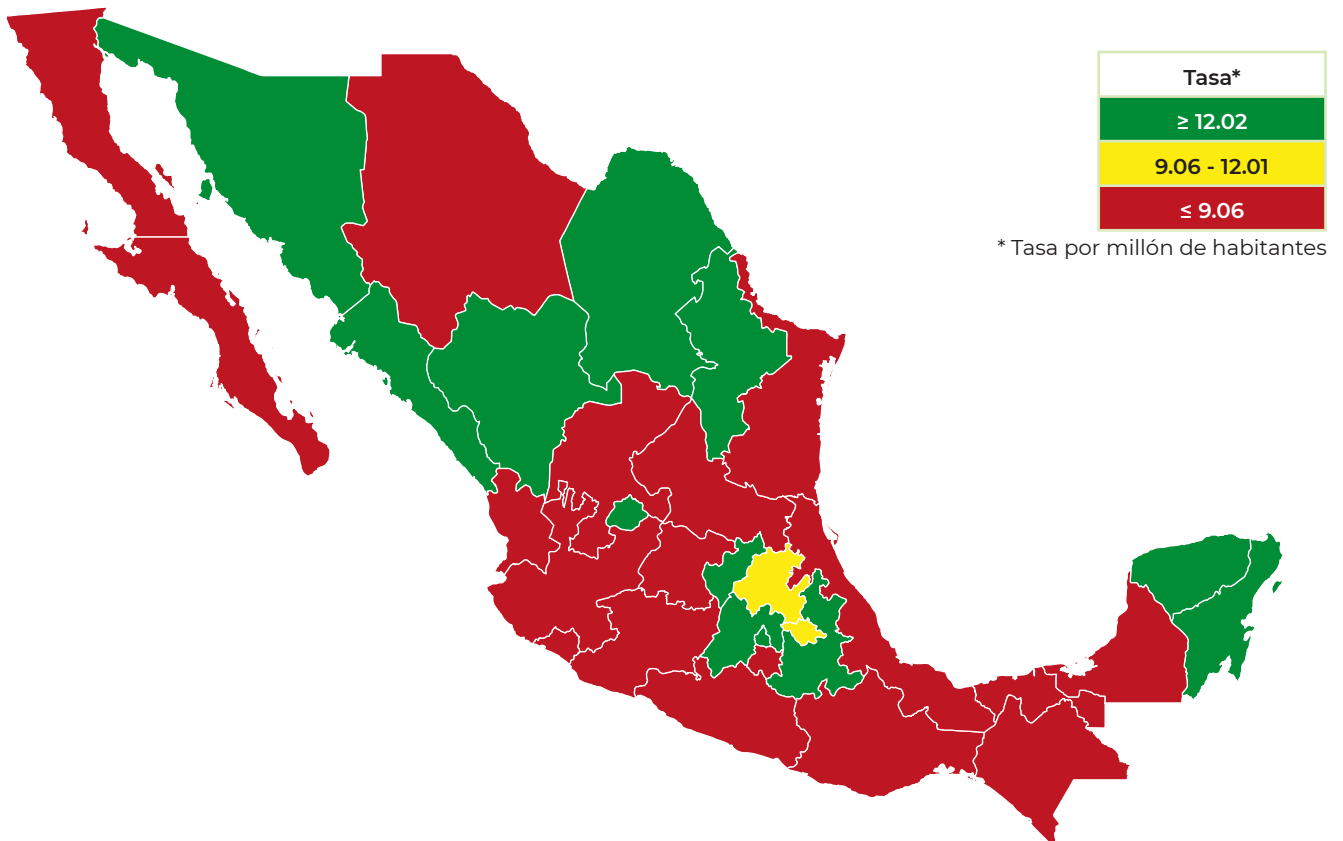 Tasa*
≥ 12.02
9.06 - 12.01
≤ 9.06
* Tasa por millón de habitantes